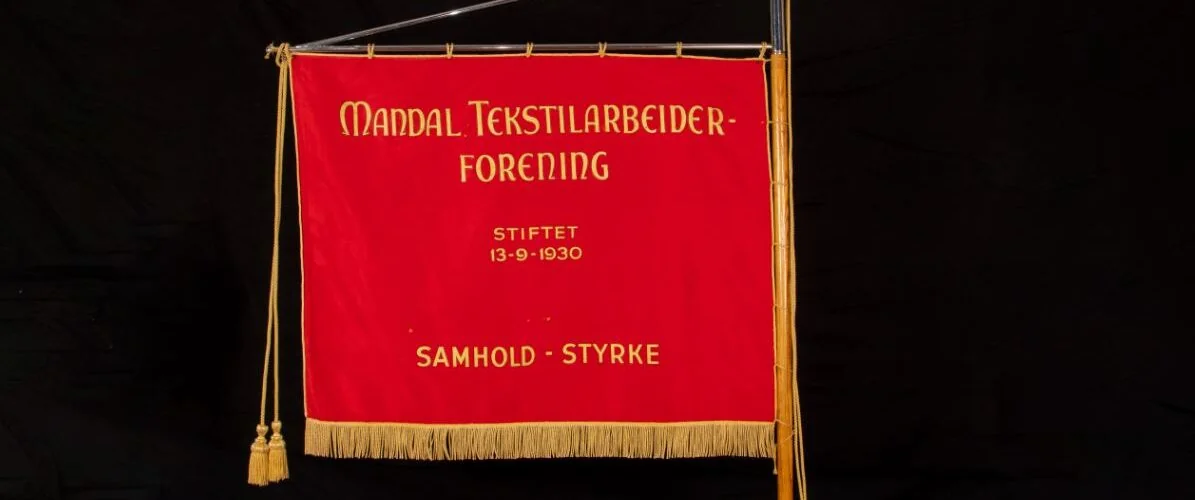 MANDAL TEKSTILARBEIDER-
FORENING
STIFTET
13-9-1930
SAMHOLD - STYRKE